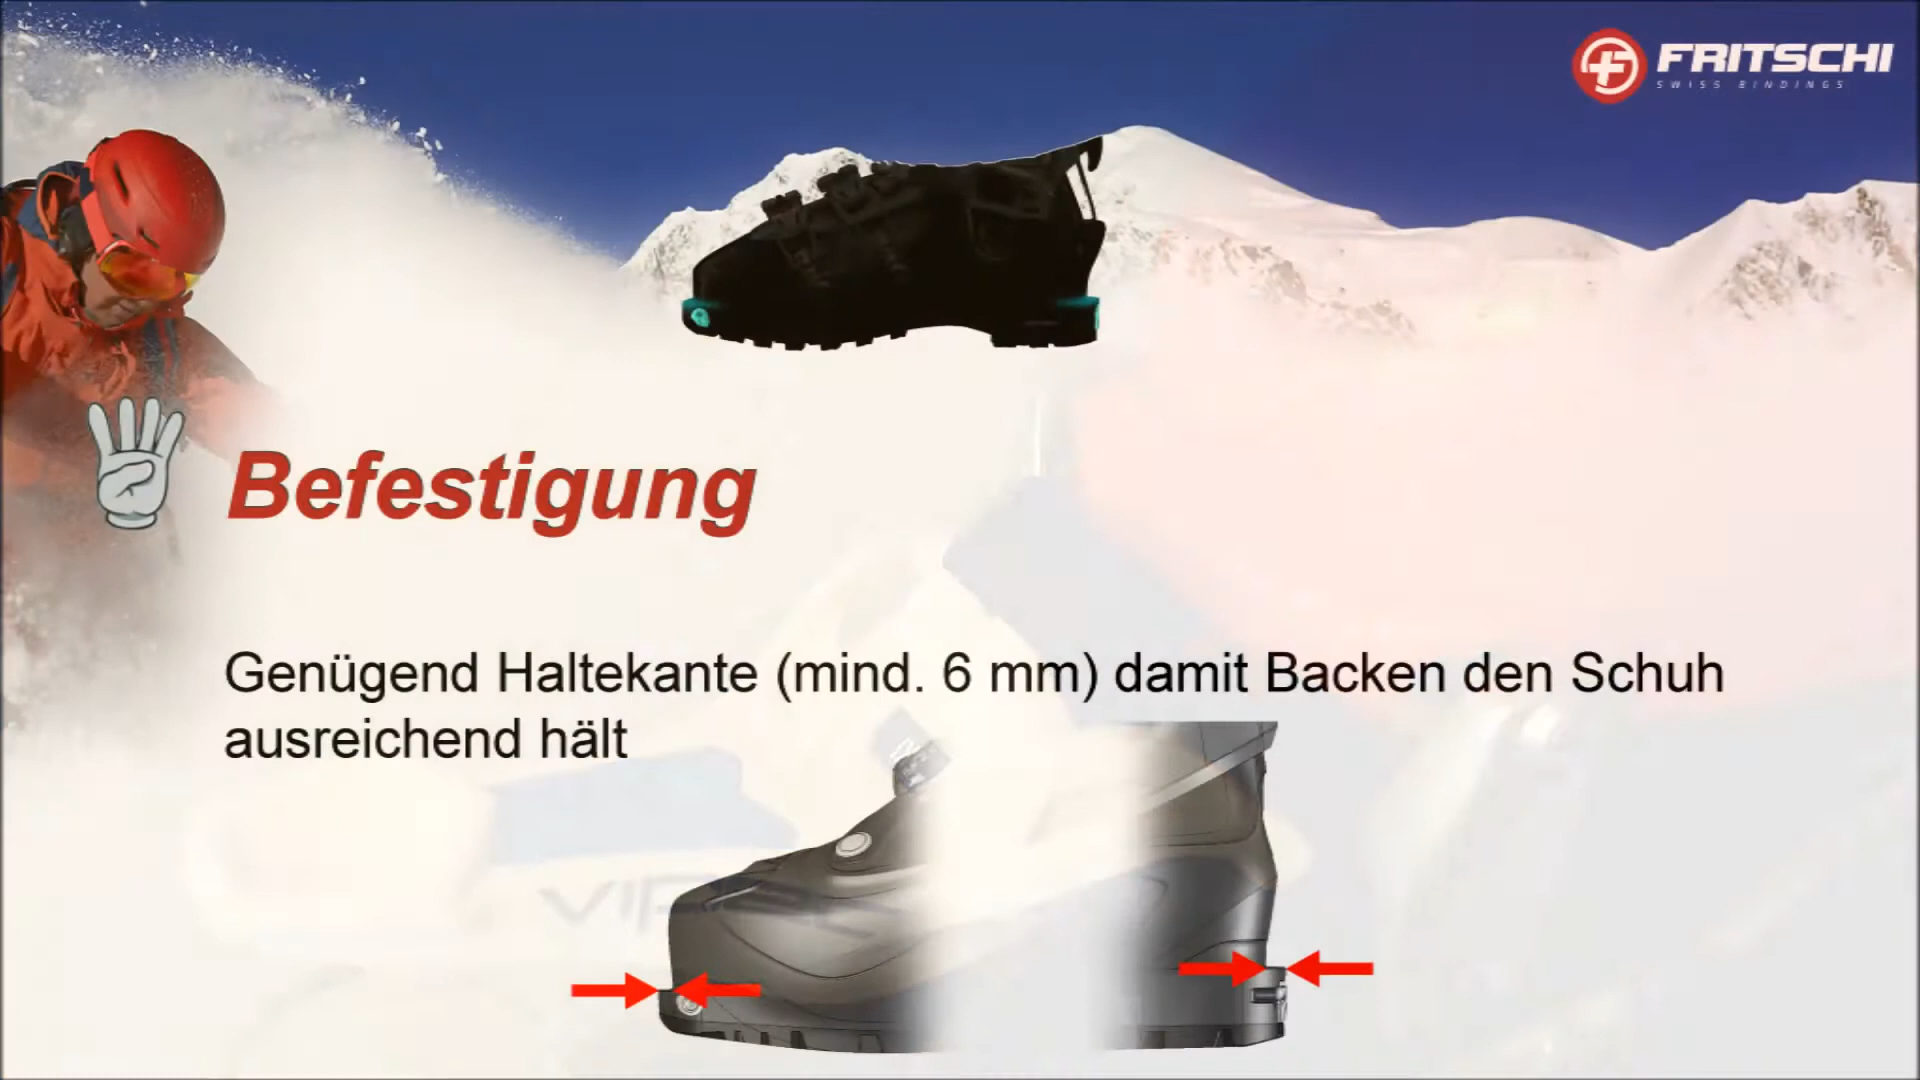 FRITSCHI
SWISS BINDINGS
Befestigung
Genügend Haltekante (mind. 6 mm) damit Backen den Schuh
ausreichend hält